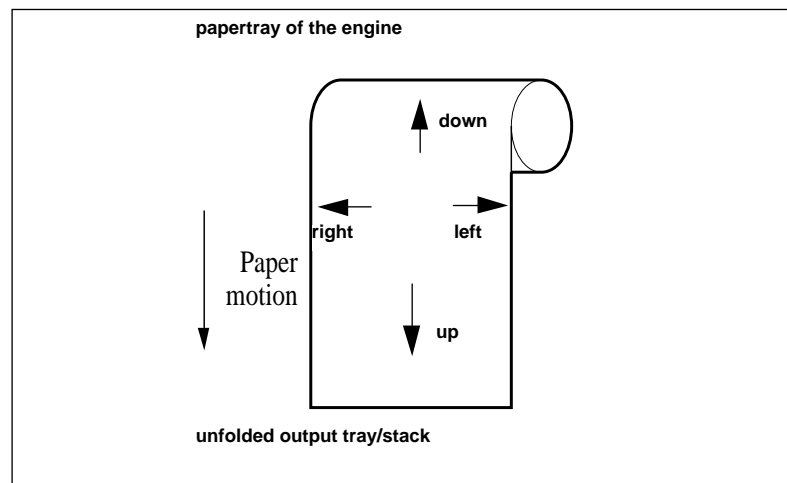 papertray of the engine
down
right
left
Paper
motion
up
unfolded output tray/stack